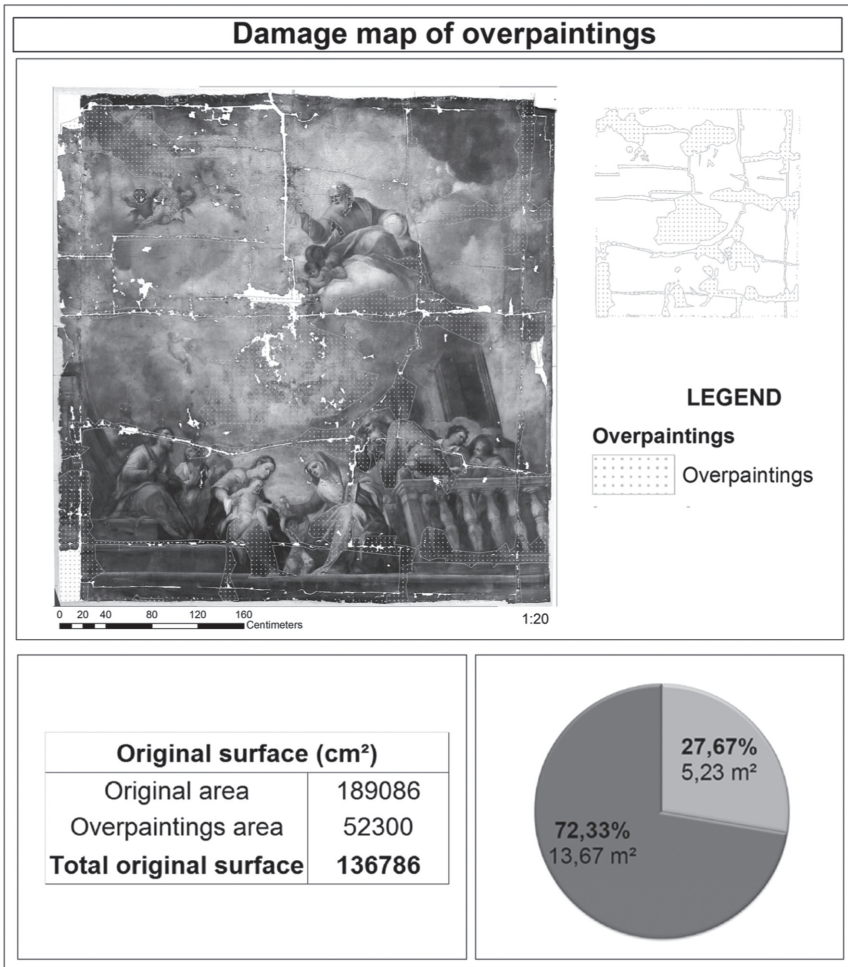 Damage map of overpaintings
LEGEND
Overpaintings
Overpaintings
0 20 40 80 120 160
Centimeters
1:20
Original surface (cm²)
Original area 189086
Overpaintings area 52300
Total original surface 136786
27,67%
5,23 m²
72,33%
13,67 m²